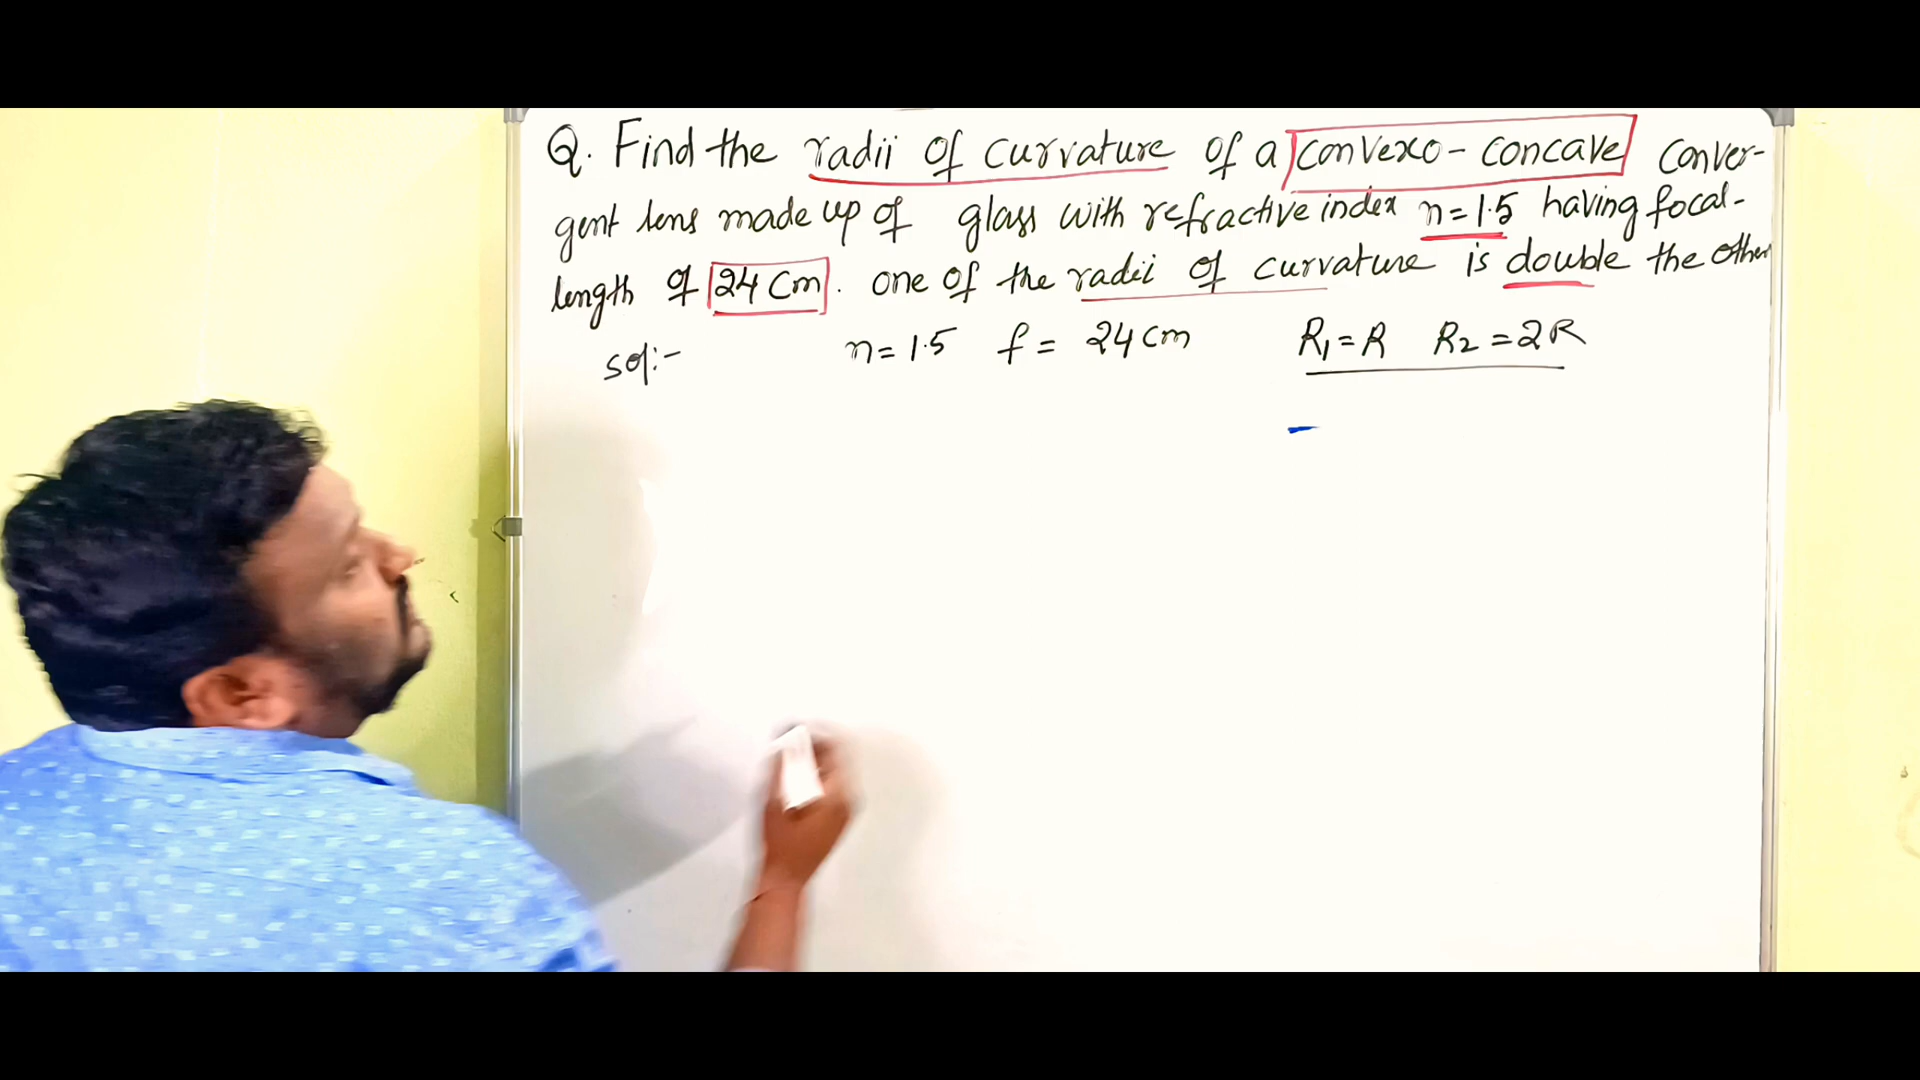 Q. Find the radii of curvature of a convexo - concave conver-
gent lens made up of glass with refractive index n=1.5 having focal-
length of 24 cm. one of the radii of curvature is double the other
sol:- n=1.5 f = 24 cm R₁=R R₂=2R